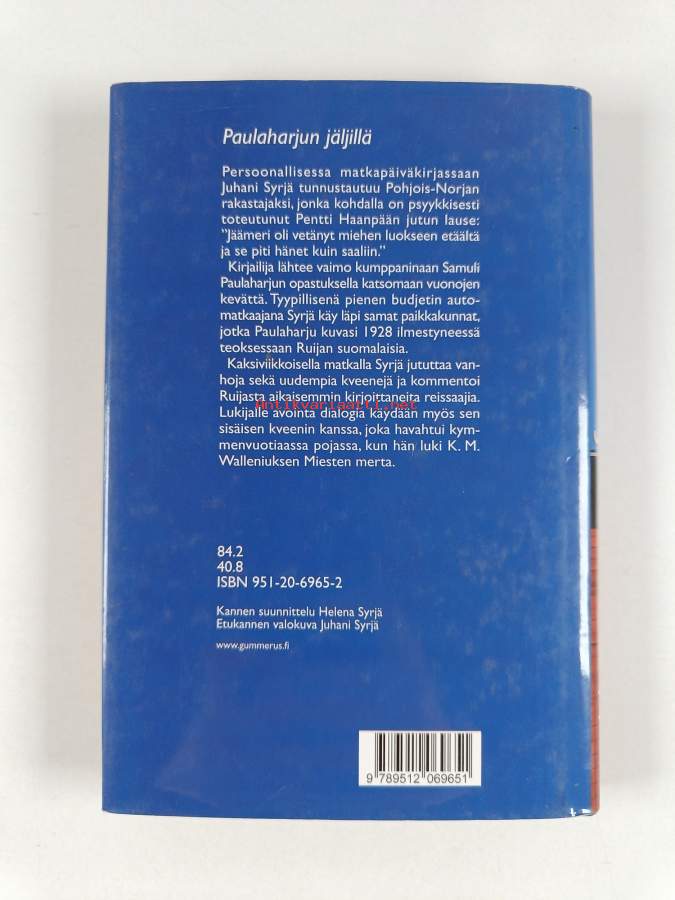 Paulaharjun jäljillä
Persoonallisessa matkapäiväkirjassaan
Juhani Syrjä tunnustautuu Pohjois-Norjan
rakastajaksi, jonka kohdalla on psyykkisesti
toteutunut Pentti Haanpään jutun lause:
”Jäämeri oli vetänyt miehen luokseen etäältä
ja se piti hänet kuin saaliin.”
Kirjailija lähtee vaimo kumppaninaan Samuli
Paulaharjun opastuksella katsomaan vuonojen
kevättä. Tyypillisenä pienen budjetin auto-
matkaajana Syrjä käy läpi samat paikkakunnat,
jotka Paulaharju kuvasi 1928 ilmestyneessä
teoksessaan Ruijan suomalaisia.
Kaksiviikkoisella matkalla Syrjä jututtaa van-
hoja sekä uudempia kveenejä ja kommentoi
Ruijasta aikaisemmin kirjoittaneita reissaajia.
Antikvariaatti.net
Lukijalle avointa dialogia käydään myös sen
sisäisen kveenin kanssa, joka havahtui kym-
menvuotiaassa pojassa, kun hän luki K. M.
Walleniuksen Miesten merta.
84.2
40.8
ISBN 951-20-6965-2
Kannen suunnittelu Helena Syrjä
Etukannen valokuva Juhani Syrjä
www.gummerus.fi
9 789512 069651